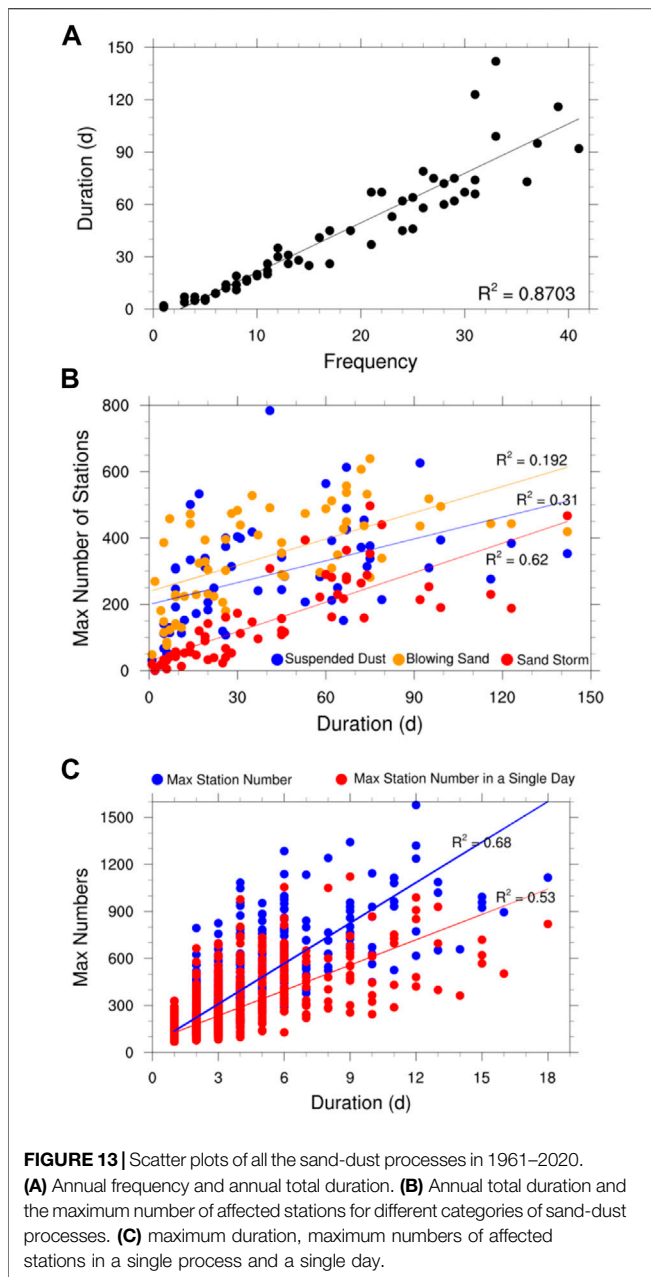 A
150
120
90
60
30
0
Duration (d)
R² = 0.8703
0 10 20 30 40
Frequency
B
800
600
400
200
0
Max Number of Stations
R² = 0.192
R² = 0.31
R² = 0.62
Suspended Dust Blowing Sand Sand Storm
0 30 60 90 120 150
Duration (d)
C
Max Station Number Max Station Number in a Single Day
1500
1200
900
600
300
0
Max Numbers
R² = 0.68
R² = 0.53
0 3 6 9 12 15 18
Duration (d)
FIGURE 13 | Scatter plots of all the sand-dust processes in 1961–2020.
(A) Annual frequency and annual total duration. (B) Annual total duration and
the maximum number of affected stations for different categories of sand-dust
processes. (C) maximum duration, maximum numbers of affected
stations in a single process and a single day.